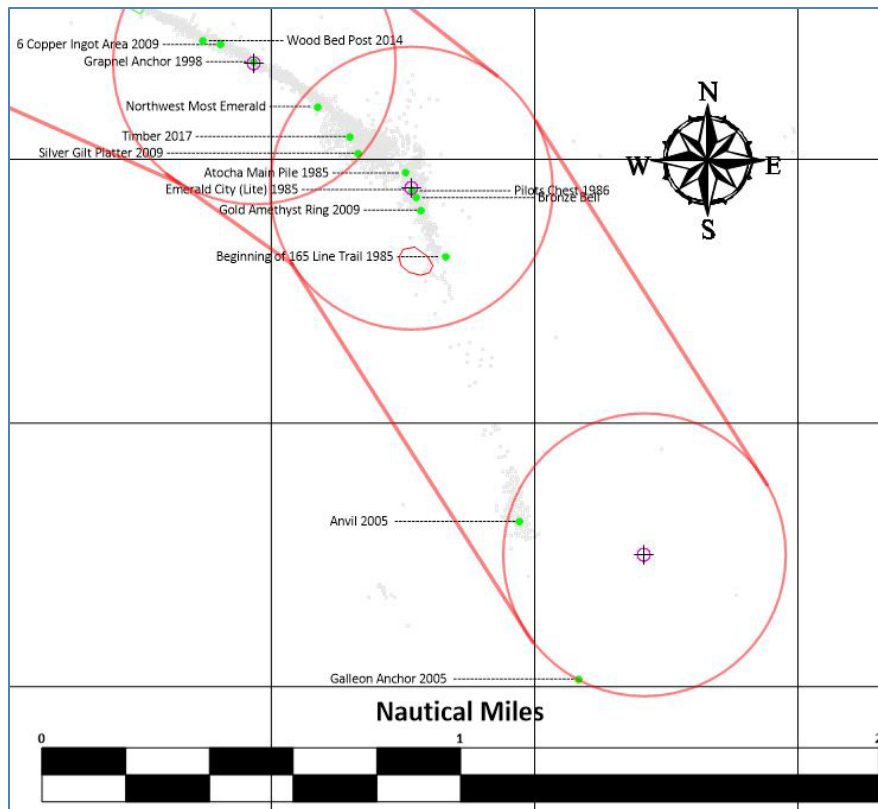 Wood Bed Post 2014
6 Copper Ingot Area 2009
Grapnel Anchor 1998
Northwest Most Emerald
Timber 2017
Silver Gilt Platter 2009
Atocha Main Pile 1985
Emerald City (Lite) 1985
Pilots Chest 1986
Bronze Bell
Gold Amethyst Ring 2009
Beginning of 165 Line Trail 1985
N
W
E
S
Anvil 2005
Galleon Anchor 2005
Nautical Miles
0 1 2